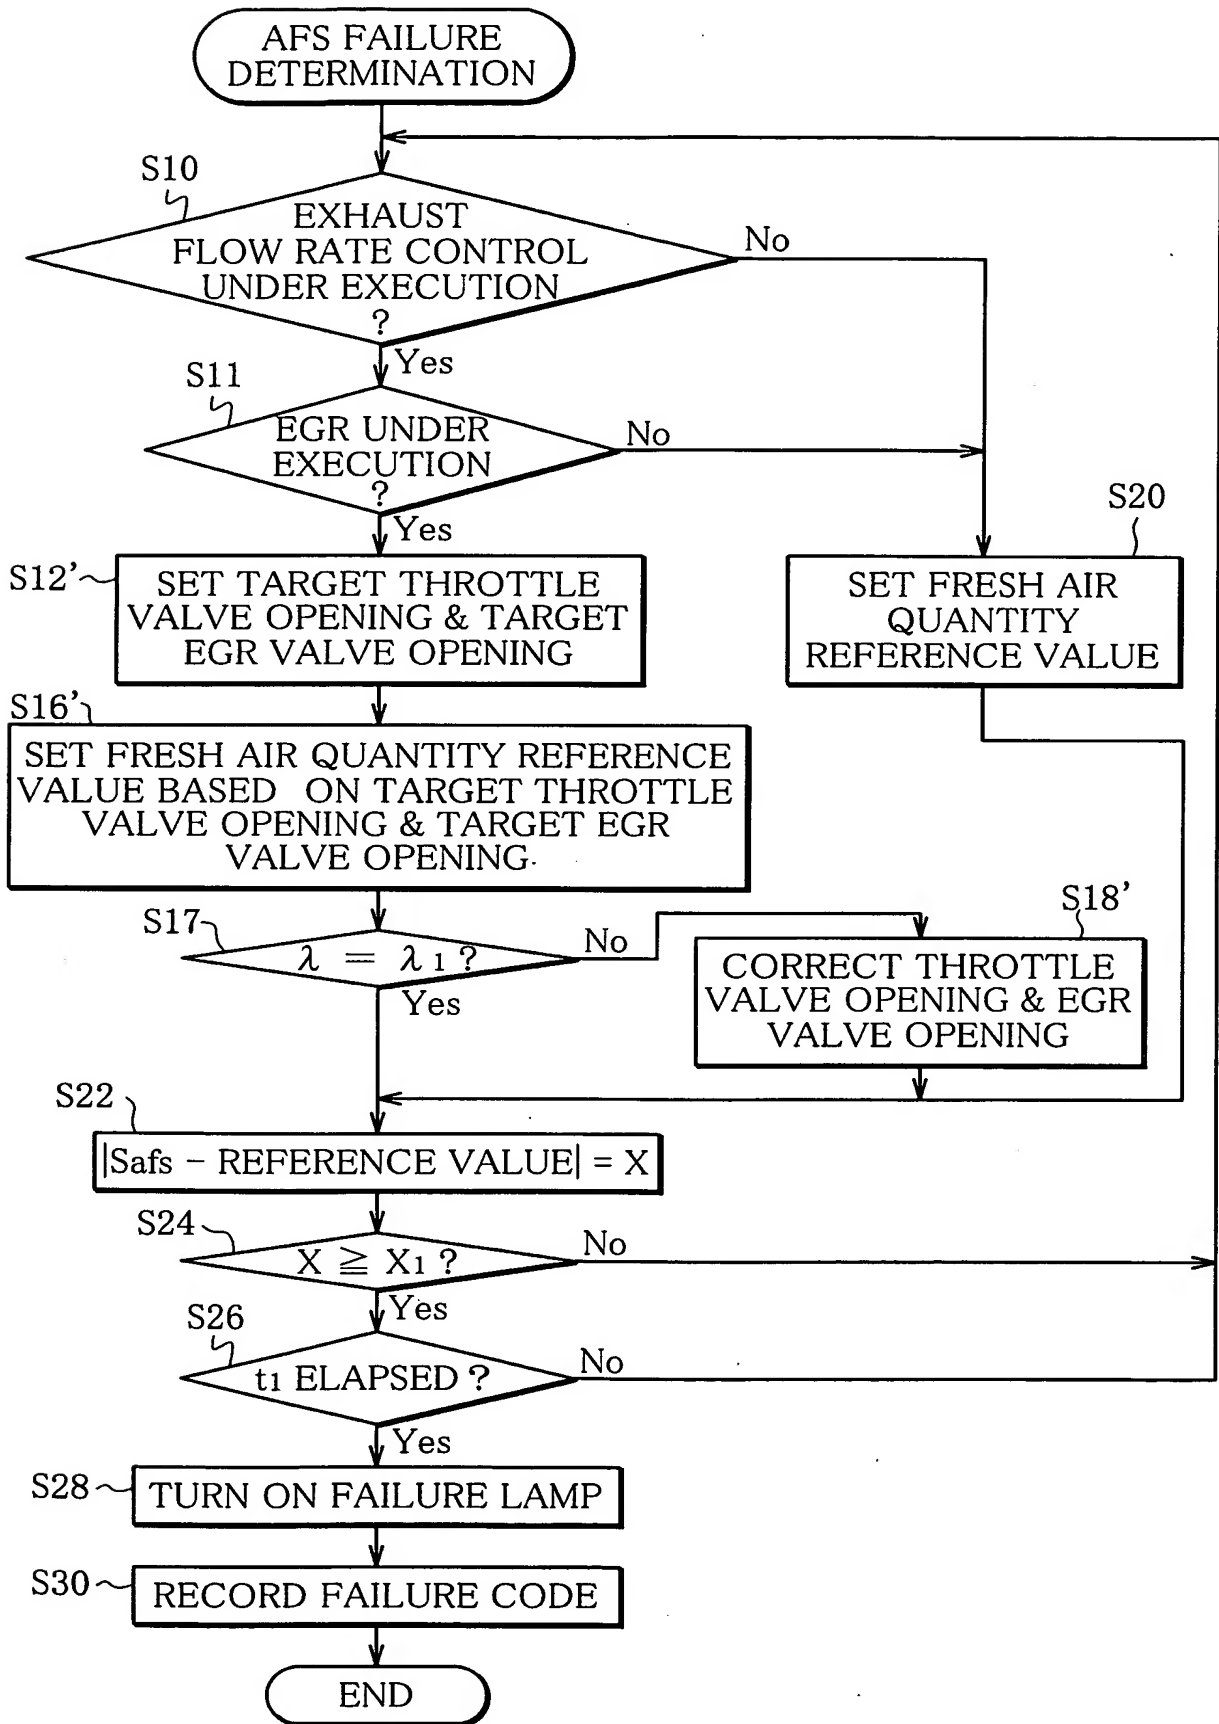 AFS FAILURE
DETERMINATION
S10
EXHAUST
FLOW RATE CONTROL
UNDER EXECUTION
?
No
Yes
S11
EGR UNDER
EXECUTION
?
No
Yes
S12’
SET TARGET THROTTLE
VALVE OPENING & TARGET
EGR VALVE OPENING
S20
SET FRESH AIR
QUANTITY
REFERENCE VALUE
S16’
SET FRESH AIR QUANTITY REFERENCE
VALUE BASED ON TARGET THROTTLE
VALVE OPENING & TARGET EGR
VALVE OPENING
S17
λ = λ1 ?
No
Yes
S18’
CORRECT THROTTLE
VALVE OPENING & EGR
VALVE OPENING
S22
|Safs – REFERENCE VALUE| = X
S24
X ≧ X1 ?
No
Yes
S26
t1 ELAPSED ?
No
Yes
S28
TURN ON FAILURE LAMP
S30
RECORD FAILURE CODE
END